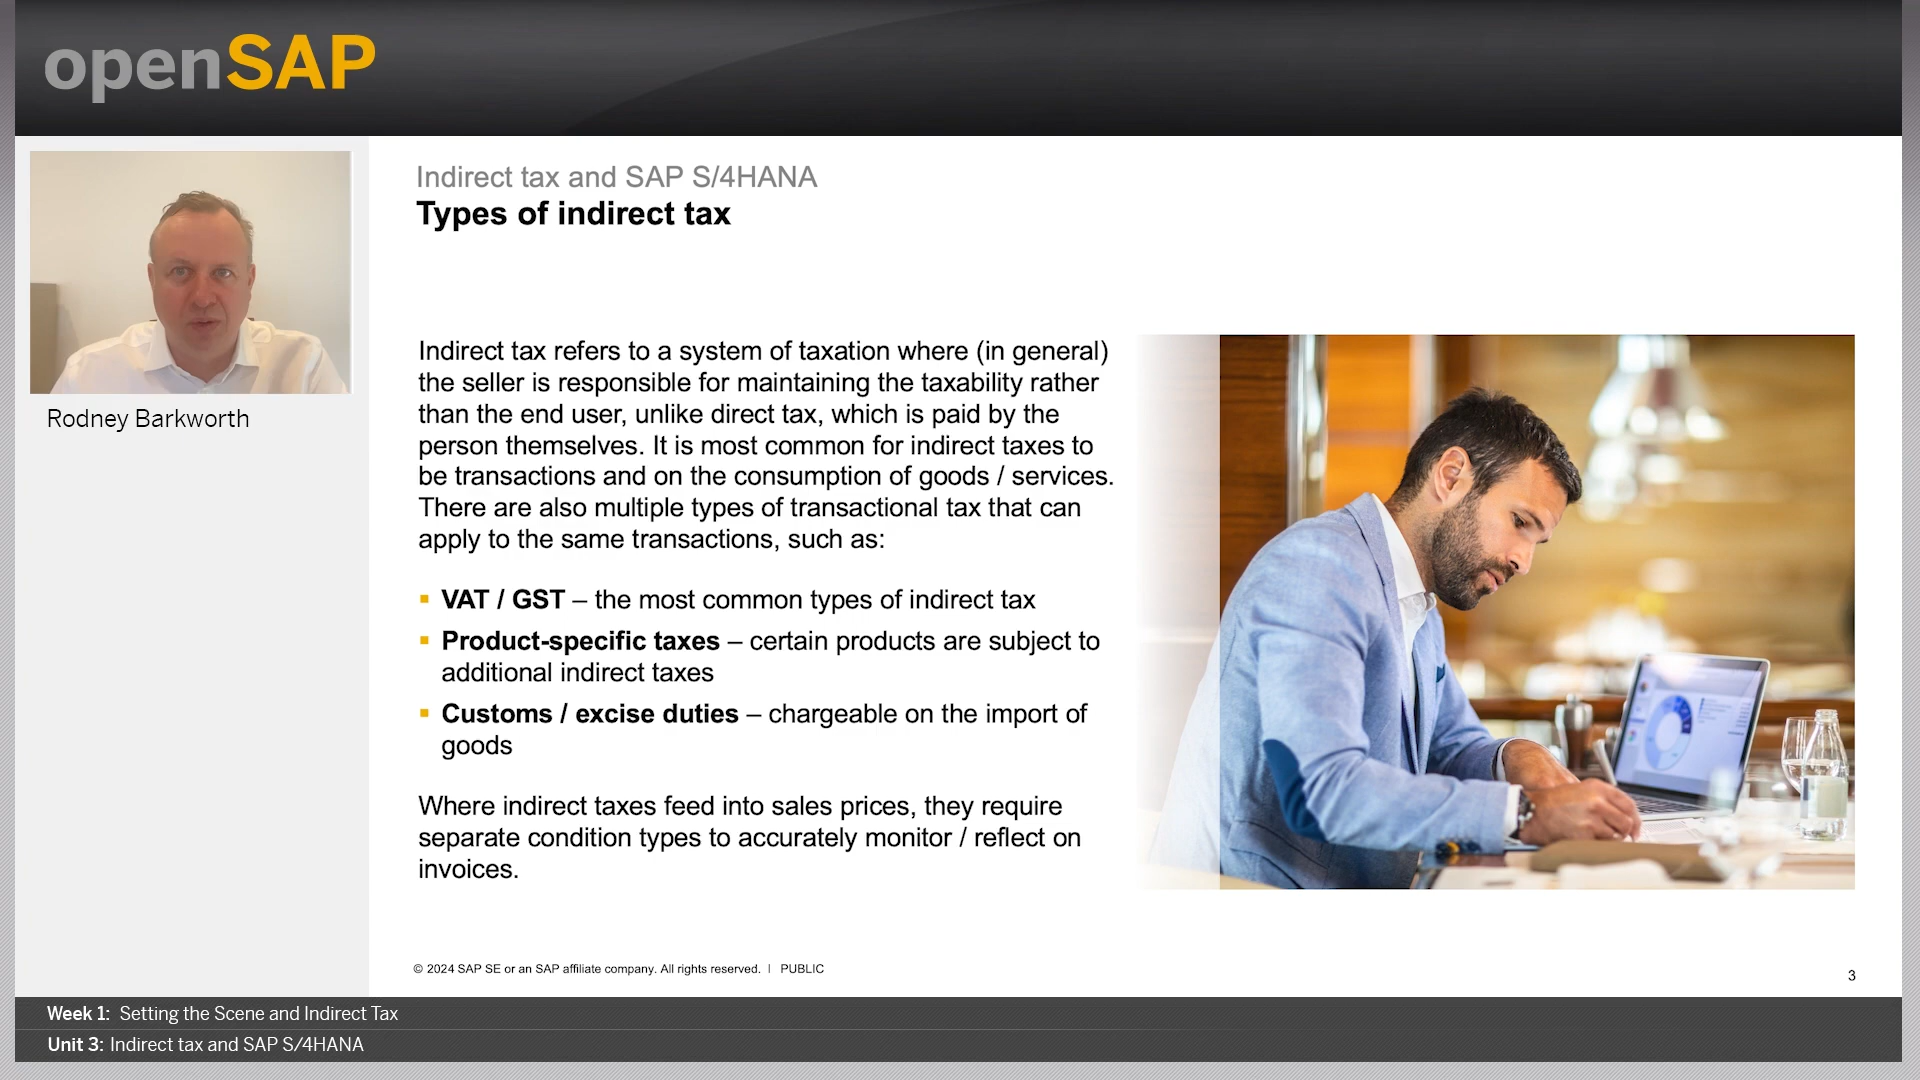 openSAP
Rodney Barkworth
Indirect tax and SAP S/4HANA
Types of indirect tax
Indirect tax refers to a system of taxation where (in general)
the seller is responsible for maintaining the taxability rather
than the end user, unlike direct tax, which is paid by the
person themselves. It is most common for indirect taxes to
be transactions and on the consumption of goods / services.
There are also multiple types of transactional tax that can
apply to the same transactions, such as:
▪ VAT / GST – the most common types of indirect tax
▪ Product-specific taxes – certain products are subject to
additional indirect taxes
▪ Customs / excise duties – chargeable on the import of
goods
Where indirect taxes feed into sales prices, they require
separate condition types to accurately monitor / reflect on
invoices.
© 2024 SAP SE or an SAP affiliate company. All rights reserved. | PUBLIC
3
Week 1: Setting the Scene and Indirect Tax
Unit 3: Indirect tax and SAP S/4HANA